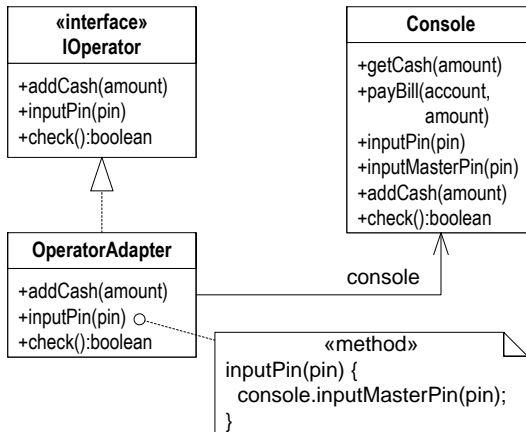 «interface»
IOperator
+addCash(amount)
+inputPin(pin)
+check():boolean
Console
+getCash(amount)
+payBill(account,
amount)
+inputPin(pin)
+inputMasterPin(pin)
+addCash(amount)
+check():boolean
OperatorAdapter
+addCash(amount)
+inputPin(pin)
+check():boolean
console
«method»
inputPin(pin) {
console.inputMasterPin(pin);
}